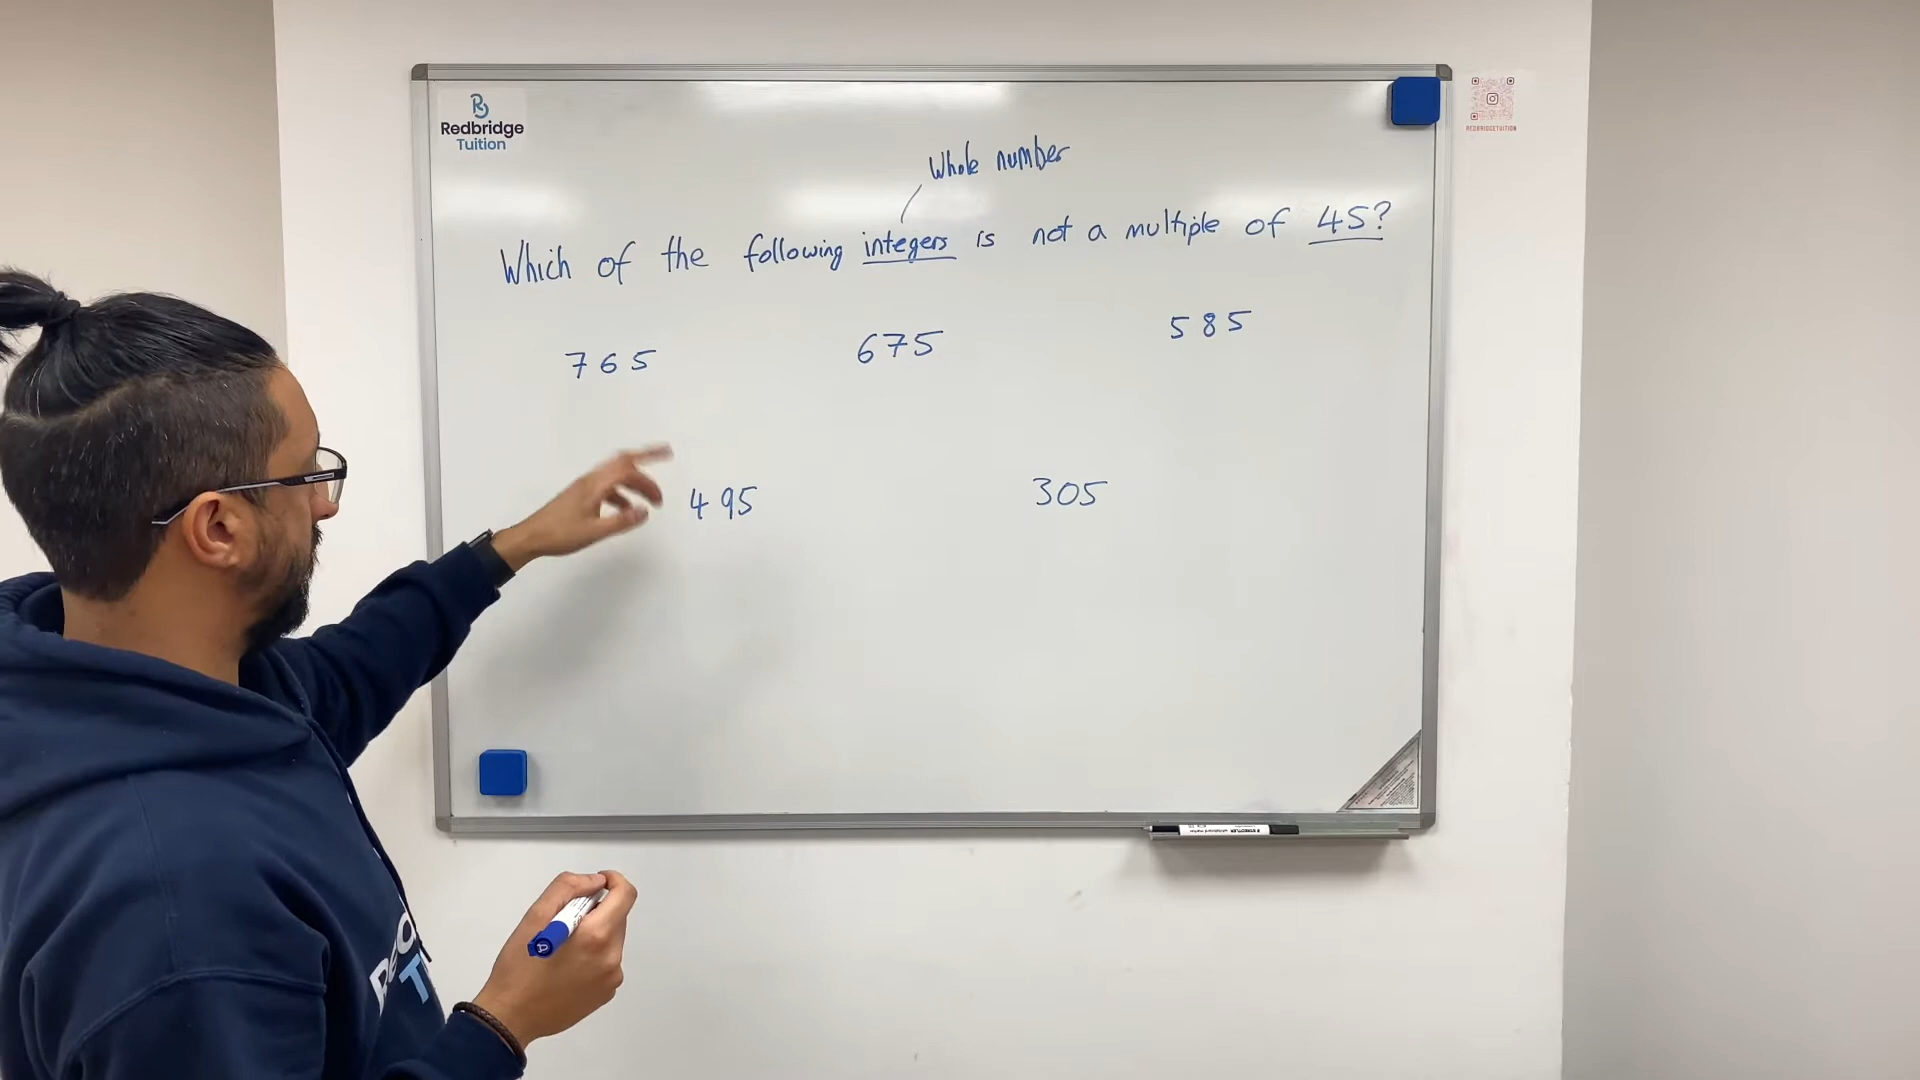 Redbridge
Tuition
REDBRIDGETUITION
Whole number
Which of the following integers is not a multiple of 45?
765 675 585
495 305